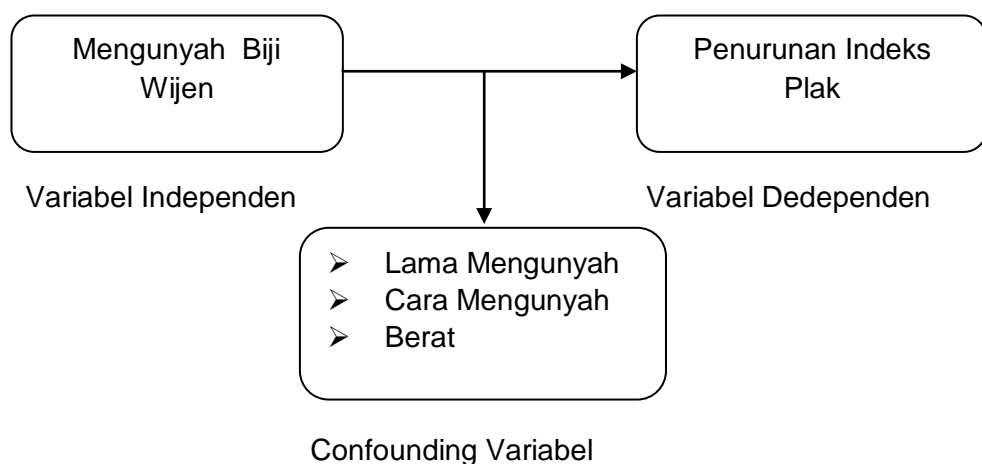 Mengunyah Biji
Wijen
Penurunan Indeks
Plak
Variabel Independen
Variabel Dedependen
➢ Lama Mengunyah
➢ Cara Mengunyah
➢ Berat
Confounding Variabel